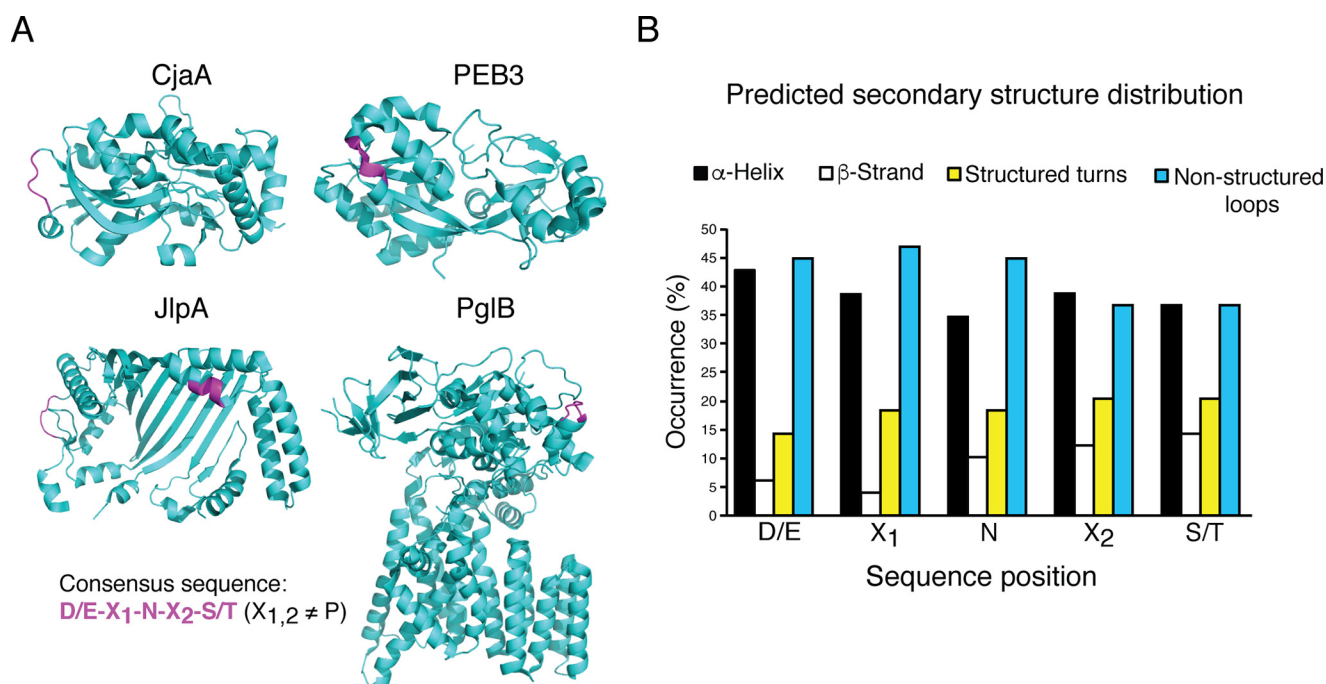 A
CjaA
PEB3
JlpA
PglB
Consensus sequence:
D/E-X1-N-X2-S/T (X1,2 ≠ P)
B
Predicted secondary structure distribution
α-Helix
β-Strand
Structured turns
Non-structured
loops
Occurrence (%)
50
45
40
35
30
25
20
15
10
5
0
D/E
X1
N
X2
S/T
Sequence position